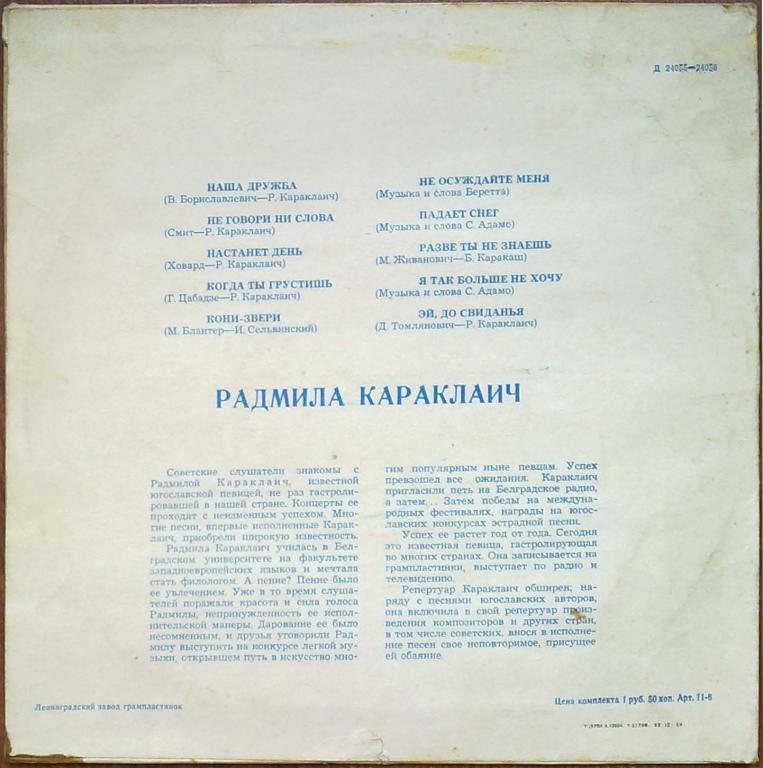 Д 24055—24056
НАША ДРУЖБА
(В. Бориславлевич—Р. Караклаич)
НЕ ГОВОРИ НИ СЛОВА
(Смит—Р. Караклаич)
НАСТАНЕТ ДЕНЬ
(Ховард—Р. Караклаич)
КОГДА ТЫ ГРУСТИШЬ
(Г. Цабадзе—Р. Караклаич)
КОНИ-ЗВЕРИ
(М. Блантер—И. Сельвинский)
НЕ ОСУЖДАЙТЕ МЕНЯ
(Музыка и слова Беретта)
ПАДАЕТ СНЕГ
(Музыка и слова С. Адамо)
РАЗВЕ ТЫ НЕ ЗНАЕШЬ
(М. Живанович—Б. Каракаш)
Я ТАК БОЛЬШЕ НЕ ХОЧУ
(Музыка и слова С. Адамо)
ЭЙ, ДО СВИДАНЬЯ
(Д. Томлянович—Р. Караклаич)
РАДМИЛА КАРАКЛАИЧ
Советские слушатели знакомы с
Радмилой Караклаич, известной
югославской певицей, не раз гастроли-
ровавшей в нашей стране. Концерты ее
проходят с неизменным успехом. Мно-
гие песни, впервые исполненные Карак-
лаич, приобрели широкую известность.
Радмила Караклаич училась в Бел-
градском университете на факультете
западноевропейских языков и мечтала
стать филологом. А пение? Пение было
ее увлечением. Уже в то время слуша-
телей поражали красота и сила голоса
Радмилы, непринужденность ее испол-
нительской манеры. Дарование ее было
несомненным, и друзья уговорили Рад-
милу выступить на конкурсе легкой му-
зыки, открывшем путь в искусство мно-
гим популярным ныне певцам. Успех
превзошел все ожидания. Караклаич
пригласили петь на Белградское радио,
а затем... Затем победы на междуна-
родных фестивалях, награды на югос-
лавских конкурсах эстрадной песни.
Успех ее растет год от года. Сегодня
это известная певица, гастролирующая
во многих странах. Она записывается на
грампластинки, выступает по радио и
телевидению.
Репертуар Караклаич обширен; на-
ряду с песнями югославских авторов,
она включила в свой репертуар произ-
ведения композиторов и других стран,
в том числе советских, внося в исполне-
ние песен свое неповторимое, присущее
ей обаяние.
Ленинградский завод грампластинок
Цена комплекта 1 руб. 50 коп. Арт. 11-8